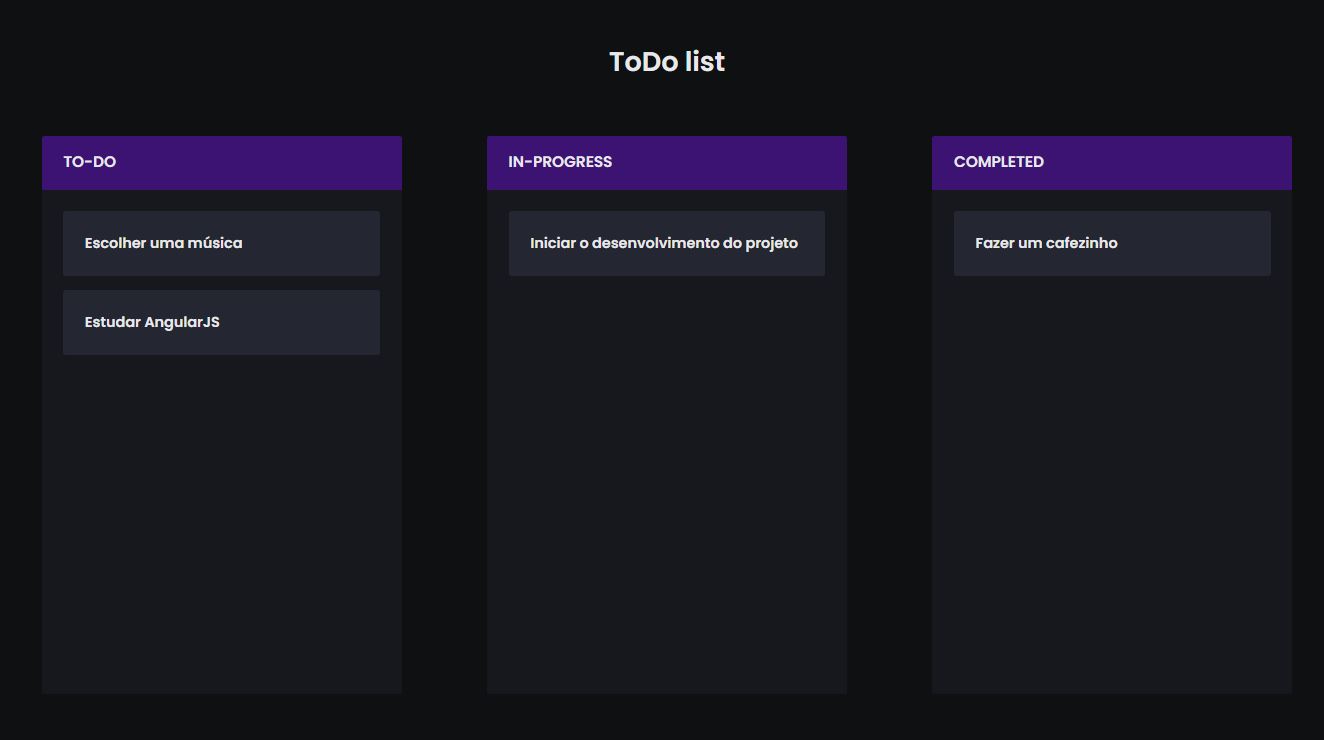 ToDo list
TO-DO
Escolher uma música
Estudar AngularJS
IN-PROGRESS
Iniciar o desenvolvimento do projeto
COMPLETED
Fazer um cafezinho